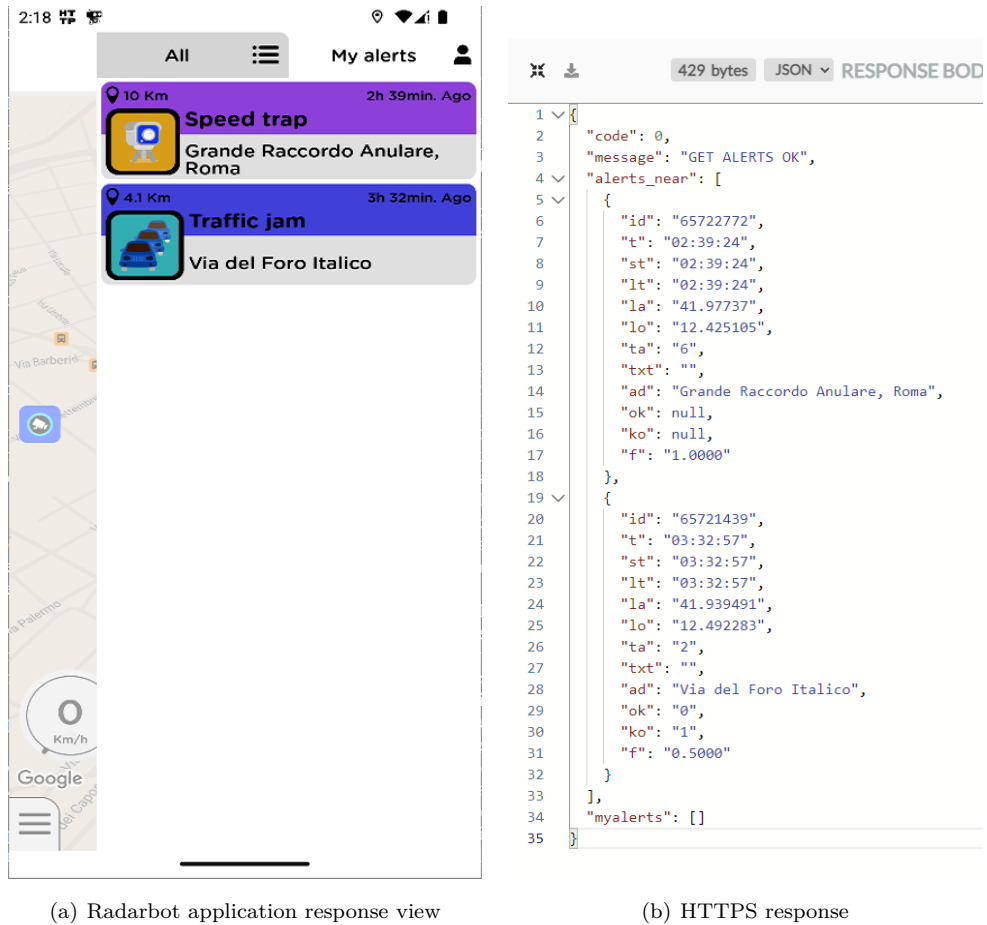 2:18 HT TP
All
My alerts
10 Km
2h 39min. Ago
Speed trap
Grande Raccordo Anulare,
Roma
4.1 Km
3h 32min. Ago
Traffic jam
Via del Foro Italico
Via Barberini
Palermo
0
Km/h
Google
dei Capoc
(a) Radarbot application response view
429 bytes
JSON
RESPONSE BOD
1 {
2 "code": 0,
3 "message": "GET ALERTS OK",
4 "alerts_near": [
5 {
6 "id": "65722772",
7 "t": "02:39:24",
8 "st": "02:39:24",
9 "lt": "02:39:24",
10 "la": "41.97737",
11 "lo": "12.425105",
12 "ta": "6",
13 "txt": "",
14 "ad": "Grande Raccordo Anulare, Roma",
15 "ok": null,
16 "ko": null,
17 "f": "1.0000"
18 },
19 {
20 "id": "65721439",
21 "t": "03:32:57",
22 "st": "03:32:57",
23 "lt": "03:32:57",
24 "la": "41.939491",
25 "lo": "12.492283",
26 "ta": "2",
27 "txt": "",
28 "ad": "Via del Foro Italico",
29 "ok": "0",
30 "ko": "1",
31 "f": "0.5000"
32 }
33 ],
34 "myalerts": []
35 }
(b) HTTPS response